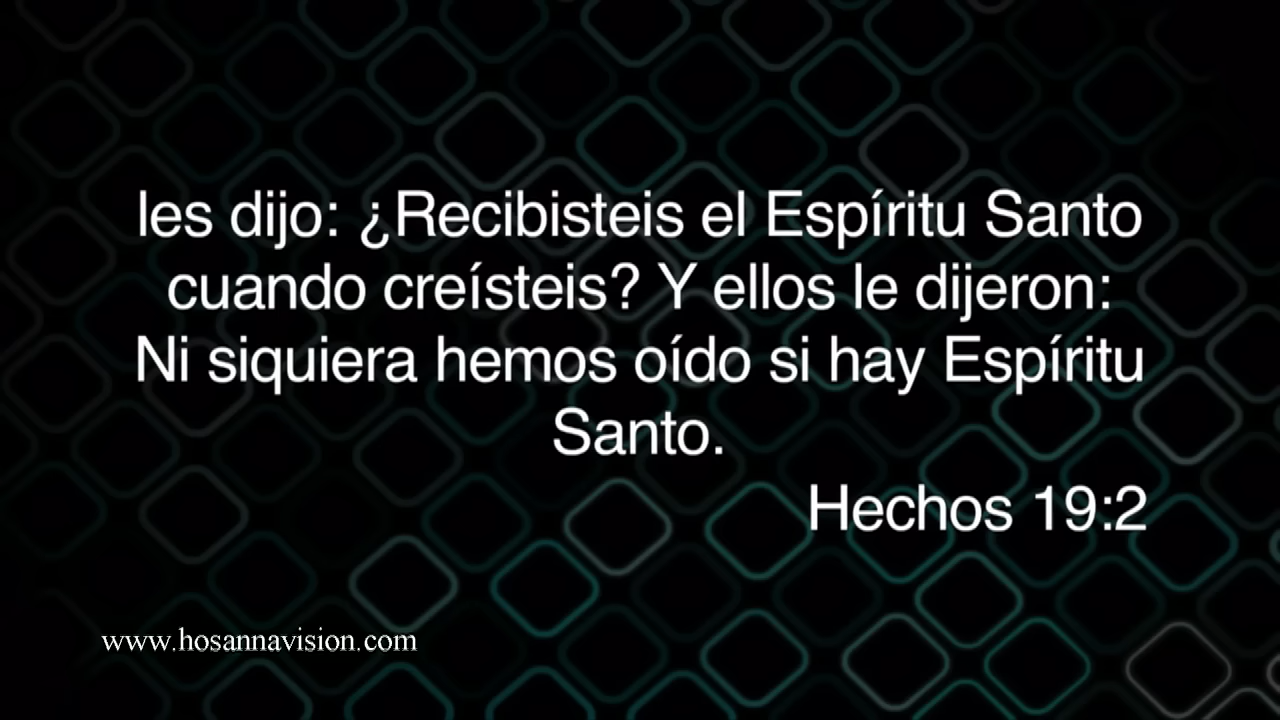 les dijo: ¿Recibisteis el Espíritu Santo
cuando creísteis? Y ellos le dijeron:
Ni siquiera hemos oído si hay Espíritu
Santo.
Hechos 19:2
www.hosannavision.com